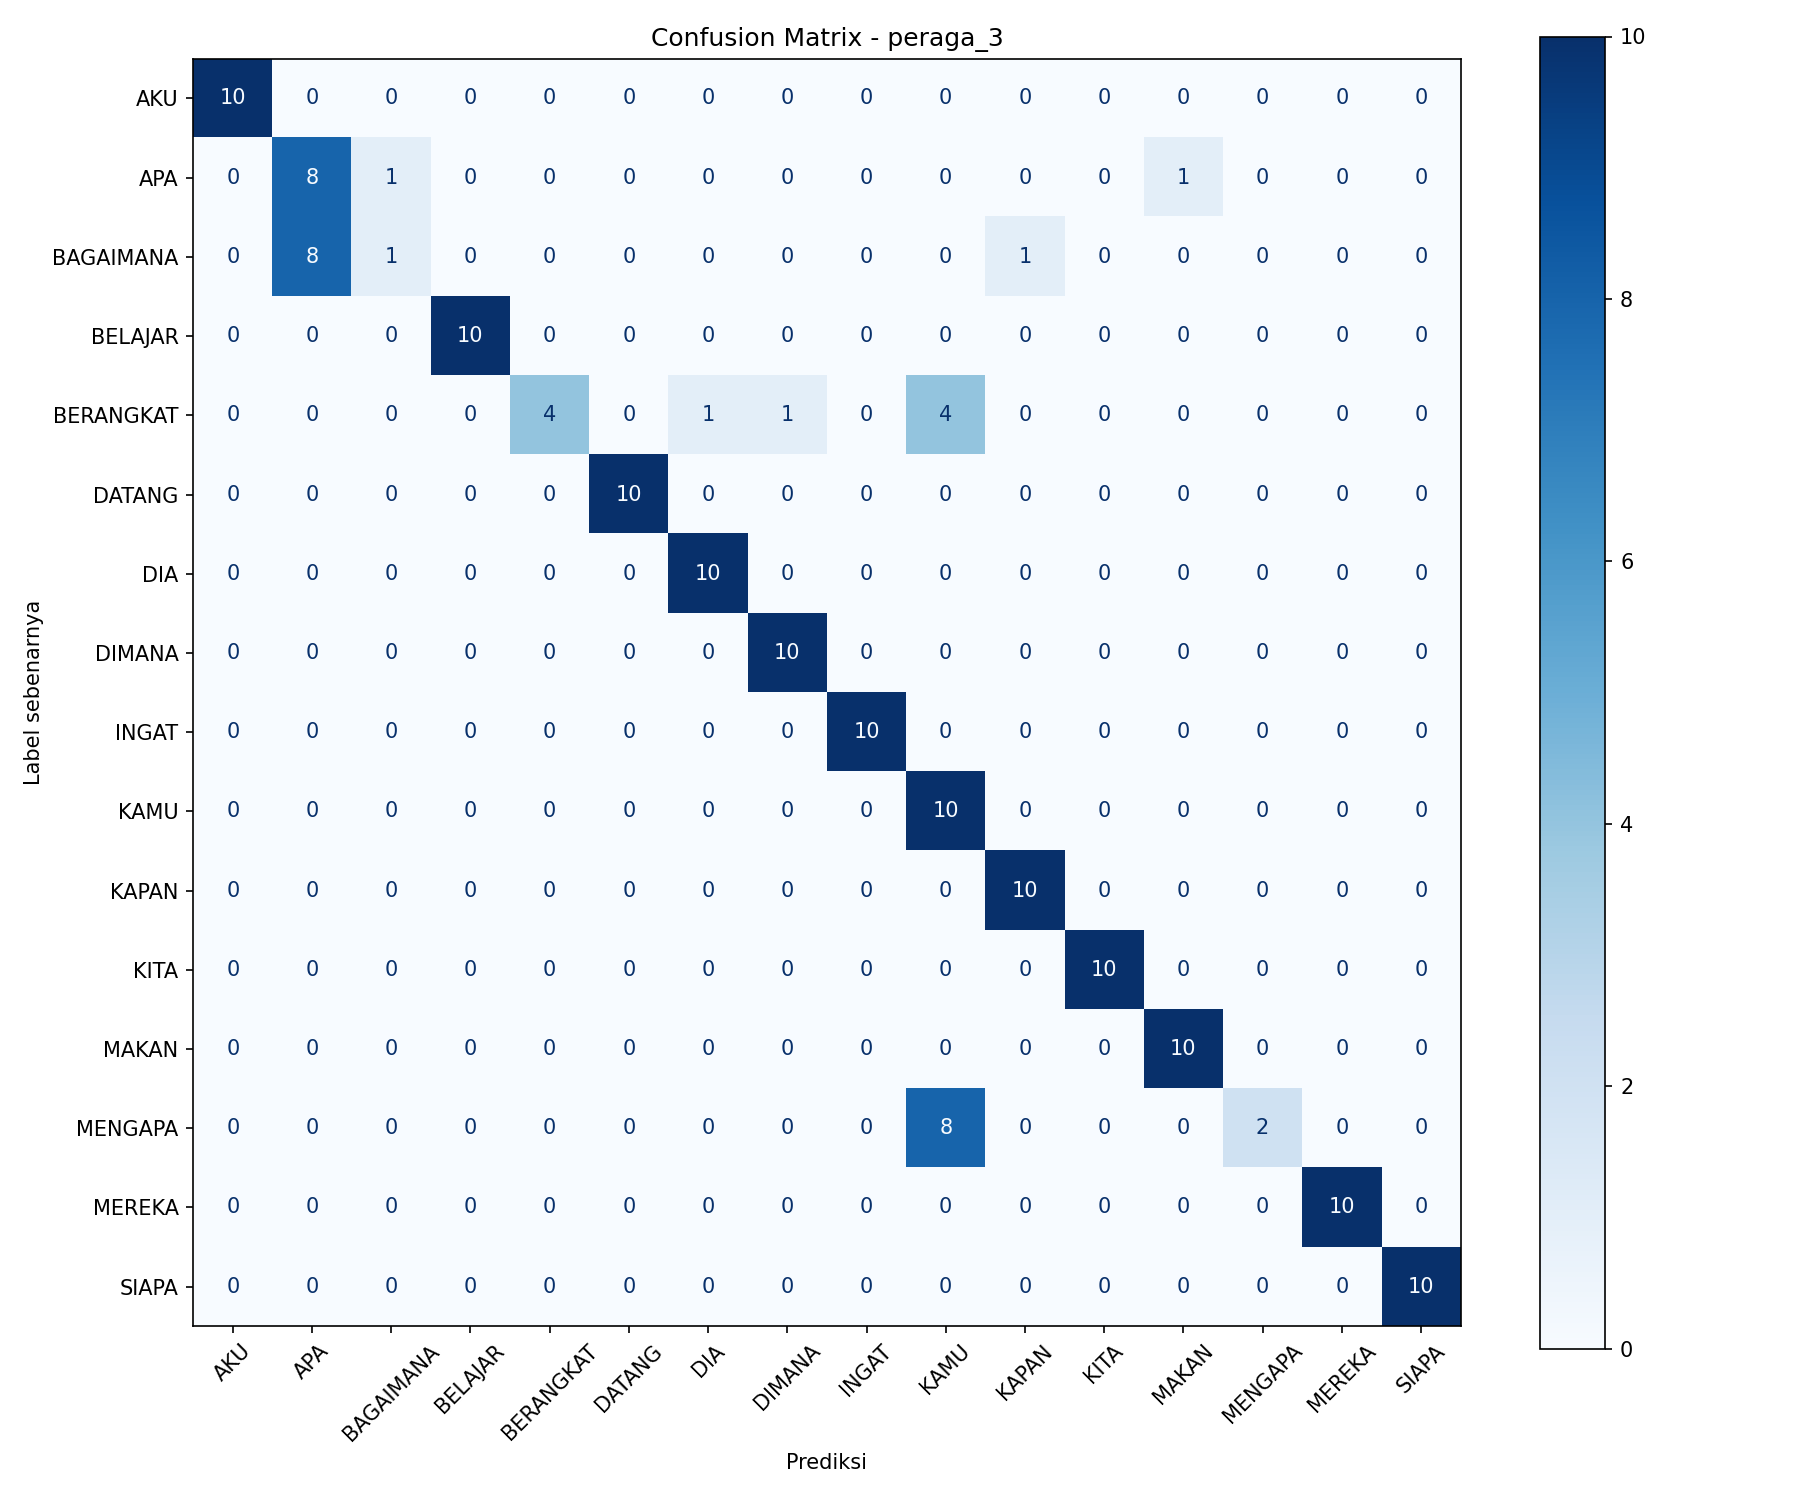 Confusion Matrix - peraga_3
Label sebenarnya
AKU 10 0 0 0 0 0 0 0 0 0 0 0 0 0 0 0
APA 0 8 1 0 0 0 0 0 0 0 0 0 1 0 0 0
BAGAIMANA 0 8 1 0 0 0 0 0 0 0 1 0 0 0 0 0
BELAJAR 0 0 0 10 0 0 0 0 0 0 0 0 0 0 0 0
BERANGKAT 0 0 0 0 4 0 1 1 0 4 0 0 0 0 0 0
DATANG 0 0 0 0 0 10 0 0 0 0 0 0 0 0 0 0
DIA 0 0 0 0 0 0 10 0 0 0 0 0 0 0 0 0
DIMANA 0 0 0 0 0 0 0 10 0 0 0 0 0 0 0 0
INGAT 0 0 0 0 0 0 0 0 10 0 0 0 0 0 0 0
KAMU 0 0 0 0 0 0 0 0 0 10 0 0 0 0 0 0
KAPAN 0 0 0 0 0 0 0 0 0 0 10 0 0 0 0 0
KITA 0 0 0 0 0 0 0 0 0 0 0 10 0 0 0 0
MAKAN 0 0 0 0 0 0 0 0 0 0 0 0 10 0 0 0
MENGAPA 0 0 0 0 0 0 0 0 0 8 0 0 0 2 0 0
MEREKA 0 0 0 0 0 0 0 0 0 0 0 0 0 0 10 0
SIAPA 0 0 0 0 0 0 0 0 0 0 0 0 0 0 0 10
AKU APA BAGAIMANA BELAJAR BERANGKAT DATANG DIA DIMANA INGAT KAMU KAPAN KITA MAKAN MENGAPA MEREKA SIAPA
Prediksi
10
8
6
4
2
0